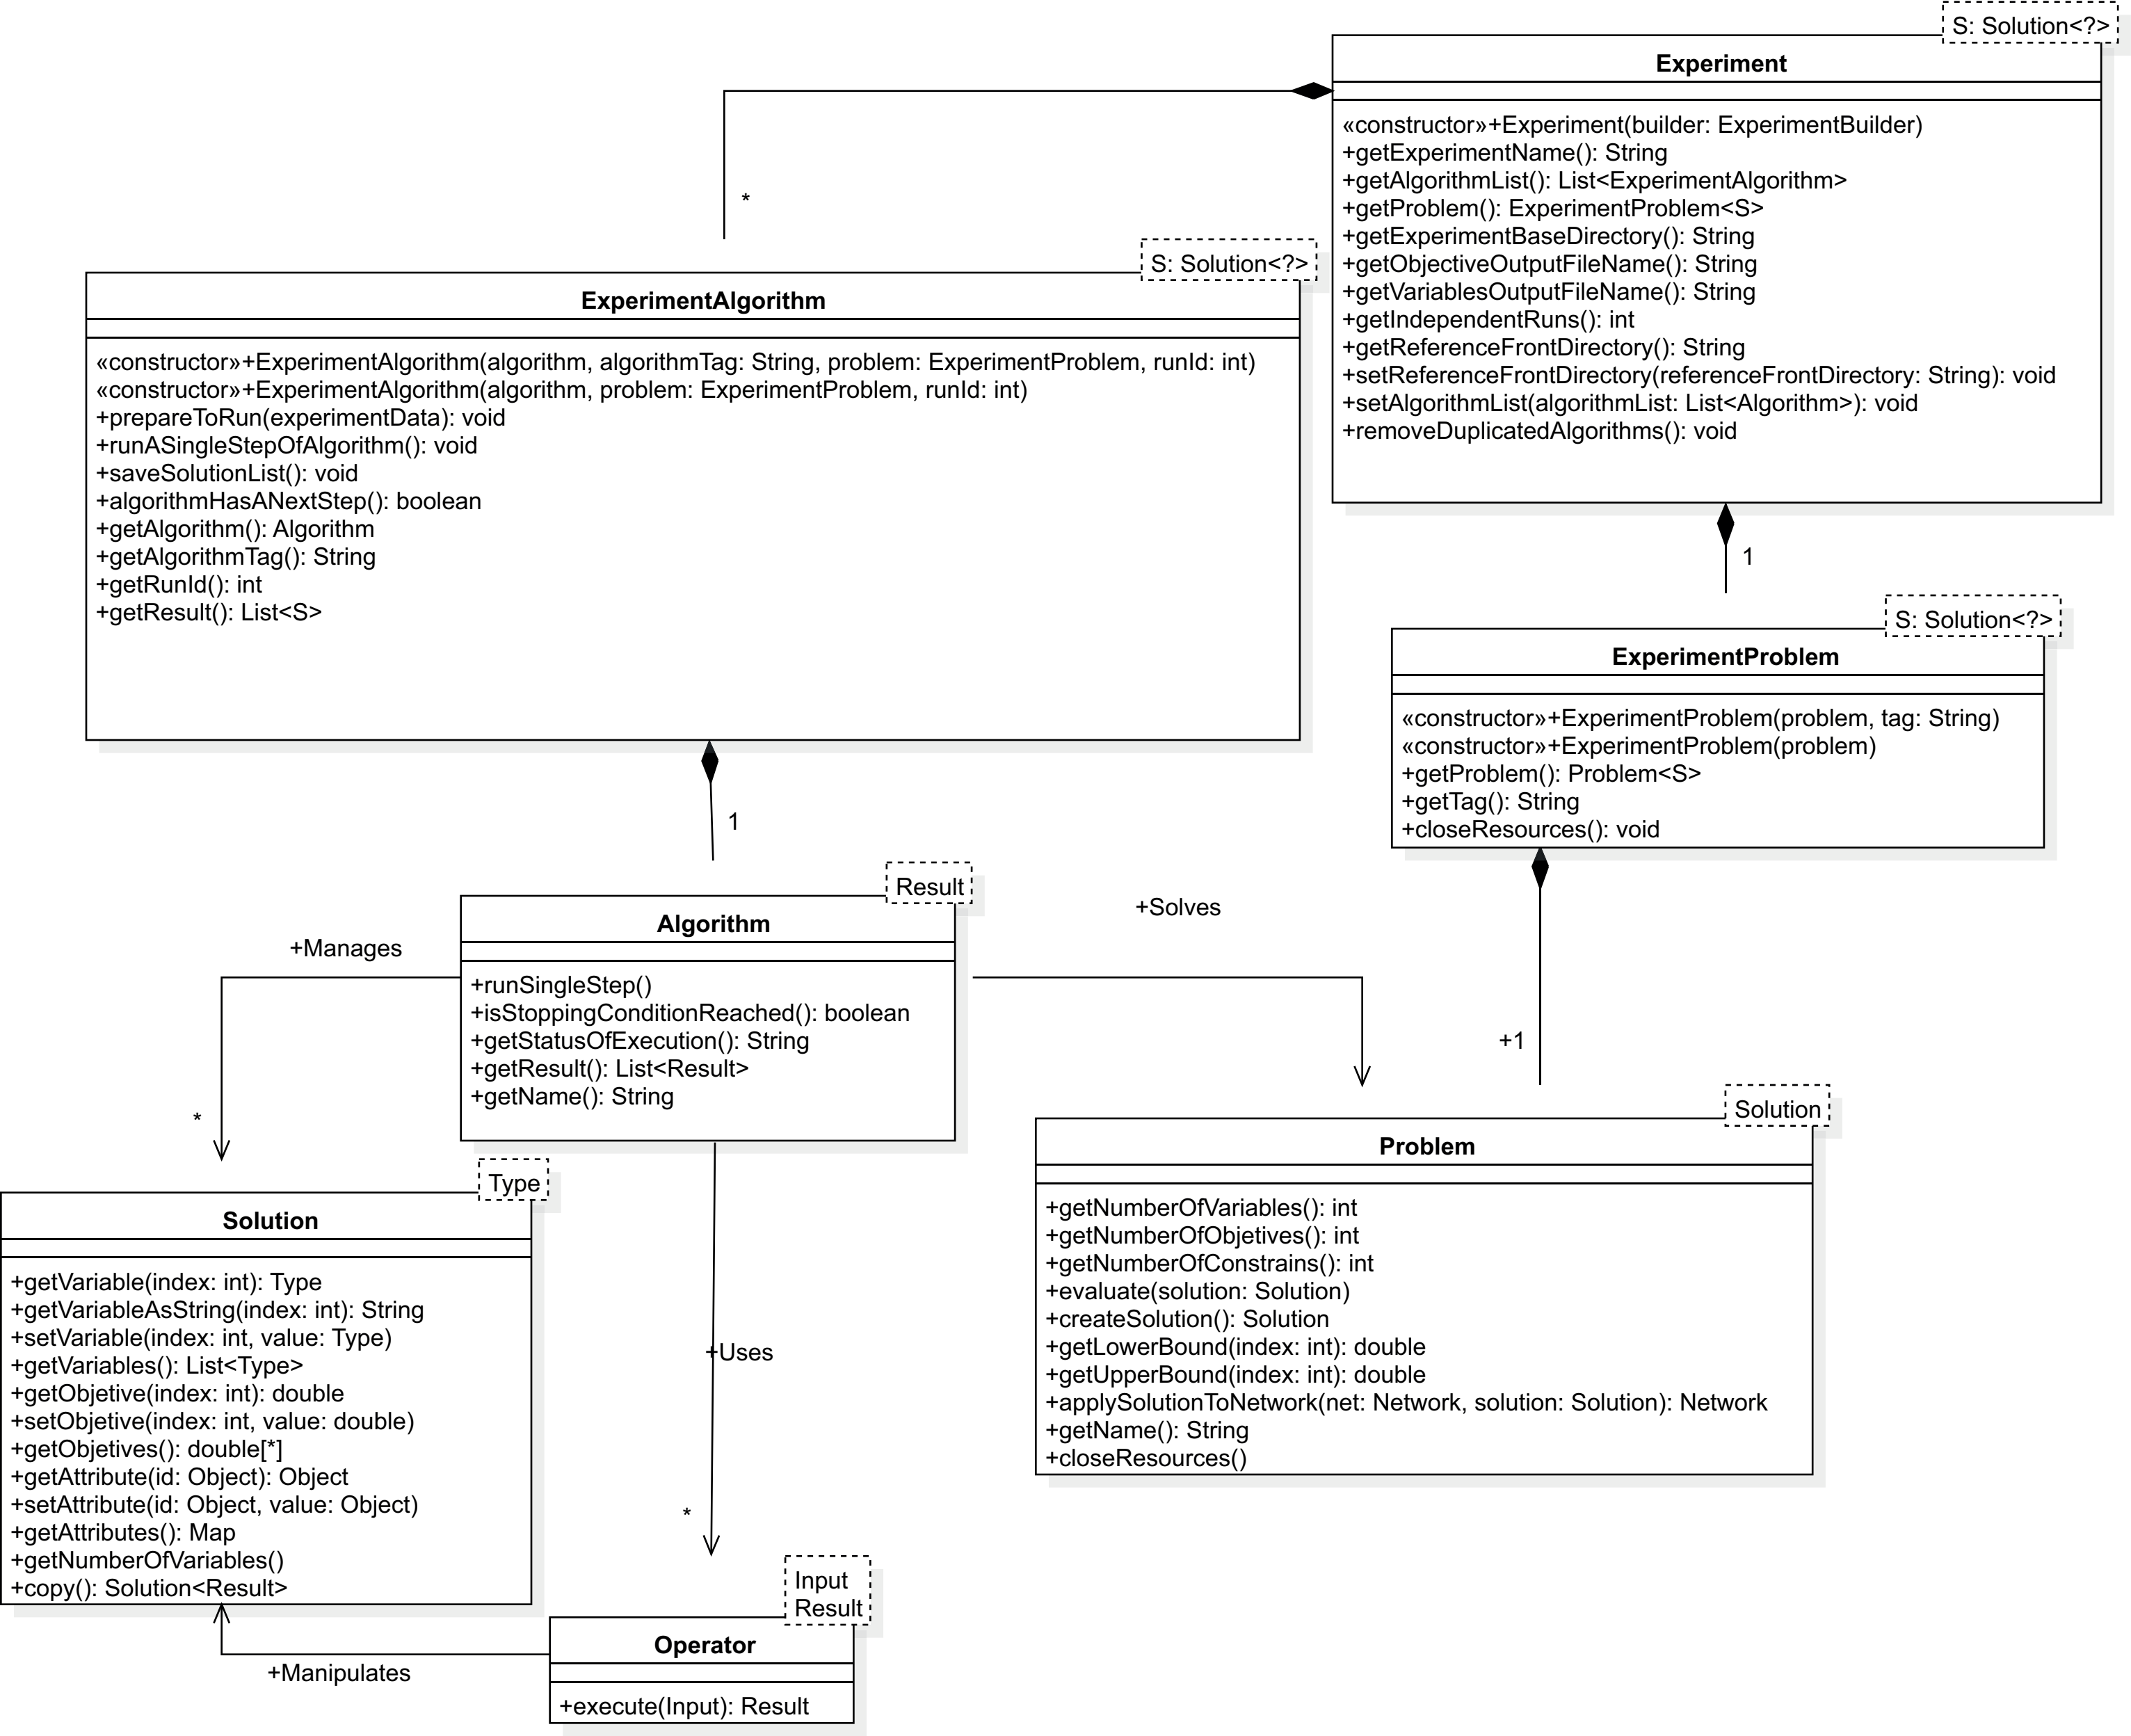 S: Solution<?>
Experiment
«constructor»+Experiment(builder: ExperimentBuilder)
+getExperimentName(): String
+getAlgorithmList(): List<ExperimentAlgorithm>
+getProblem(): ExperimentProblem<S>
+getExperimentBaseDirectory(): String
+getObjectiveOutputFileName(): String
+getVariablesOutputFileName(): String
+getIndependentRuns(): int
+getReferenceFrontDirectory(): String
+setReferenceFrontDirectory(referenceFrontDirectory: String): void
+setAlgorithmList(algorithmList: List<Algorithm>): void
+removeDuplicatedAlgorithms(): void
*
S: Solution<?>
ExperimentAlgorithm
«constructor»+ExperimentAlgorithm(algorithm, algorithmTag: String, problem: ExperimentProblem, runId: int)
«constructor»+ExperimentAlgorithm(algorithm, problem: ExperimentProblem, runId: int)
+prepareToRun(experimentData): void
+runASingleStepOfAlgorithm(): void
+saveSolutionList(): void
+algorithmHasANextStep(): boolean
+getAlgorithm(): Algorithm
+getAlgorithmTag(): String
+getRunId(): int
+getResult(): List<S>
1
S: Solution<?>
ExperimentProblem
«constructor»+ExperimentProblem(problem, tag: String)
«constructor»+ExperimentProblem(problem)
+getProblem(): Problem<S>
+getTag(): String
+closeResources(): void
1
Result
Algorithm
+runSingleStep()
+isStoppingConditionReached(): boolean
+getStatusOfExecution(): String
+getResult(): List<Result>
+getName(): String
+Manages
*
+Solves
+1
Solution
Problem
+getNumberOfVariables(): int
+getNumberOfObjetives(): int
+getNumberOfConstrains(): int
+evaluate(solution: Solution)
+createSolution(): Solution
+getLowerBound(index: int): double
+getUpperBound(index: int): double
+applySolutionToNetwork(net: Network, solution: Solution): Network
+getName(): String
+closeResources()
Type
Solution
+getVariable(index: int): Type
+getVariableAsString(index: int): String
+setVariable(index: int, value: Type)
+getVariables(): List<Type>
+getObjetive(index: int): double
+setObjetive(index: int, value: double)
+getObjetives(): double[*]
+getAttribute(id: Object): Object
+setAttribute(id: Object, value: Object)
+getAttributes(): Map
+getNumberOfVariables()
+copy(): Solution<Result>
+Uses
*
Input
Result
Operator
+execute(Input): Result
+Manipulates